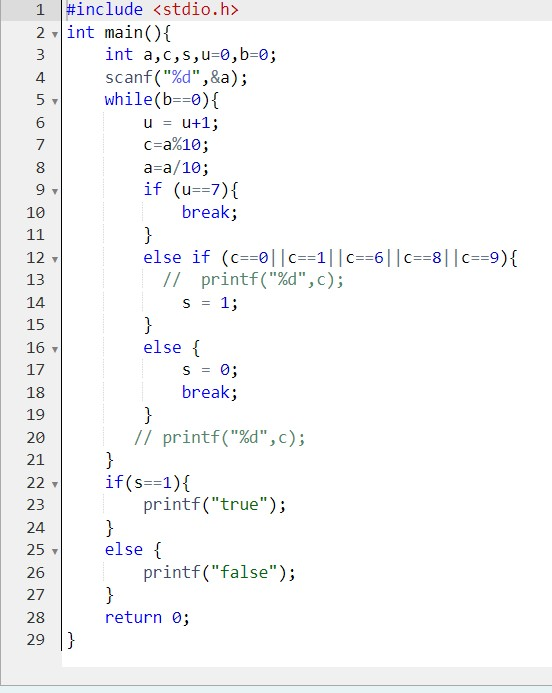 1 #include <stdio.h>
2 int main(){
3 int a,c,s,u=0,b=0;
4 scanf("%d",&a);
5 while(b==0){
6 u = u+1;
7 c=a%10;
8 a=a/10;
9 if (u==7){
10 break;
11 }
12 else if (c==0||c==1||c==6||c==8||c==9){
13 //  printf("%d",c);
14 s = 1;
15 }
16 else {
17 s = 0;
18 break;
19 }
20 // printf("%d",c);
21 }
22 if(s==1){
23 printf("true");
24 }
25 else {
26 printf("false");
27 }
28 return 0;
29 }